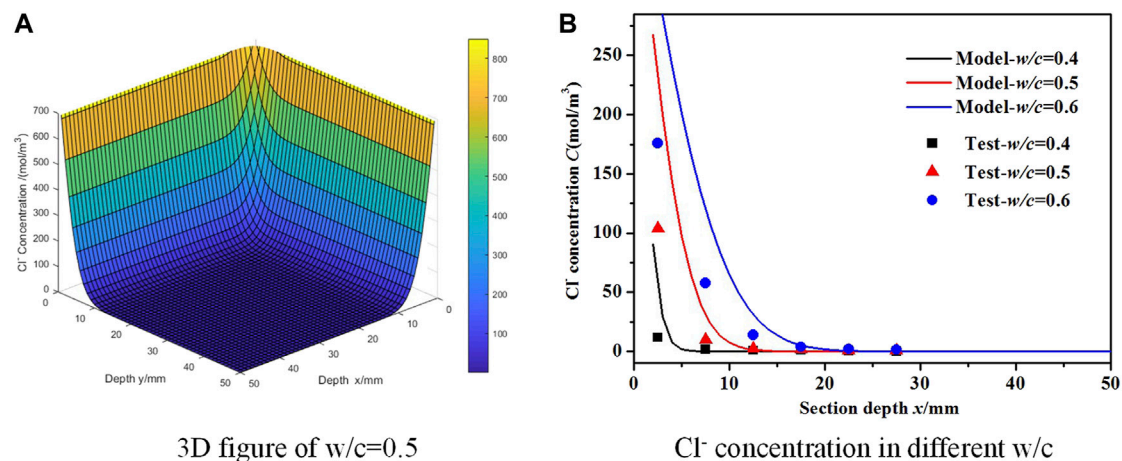 A
Cl⁻ Concentration /(mol/m³)
700
600
500
400
300
200
100
0
0
10
20
30
40
50
Depth y/mm
0
10
20
30
40
50
Depth x/mm
800
700
600
500
400
300
200
100
3D figure of w/c=0.5
B
Cl⁻ concentration C(mol/m³)
250
200
150
100
50
0
Model-w/c=0.4
Model-w/c=0.5
Model-w/c=0.6
Test-w/c=0.4
Test-w/c=0.5
Test-w/c=0.6
0 10 20 30 40 50
Section depth x/mm
Cl⁻ concentration in different w/c